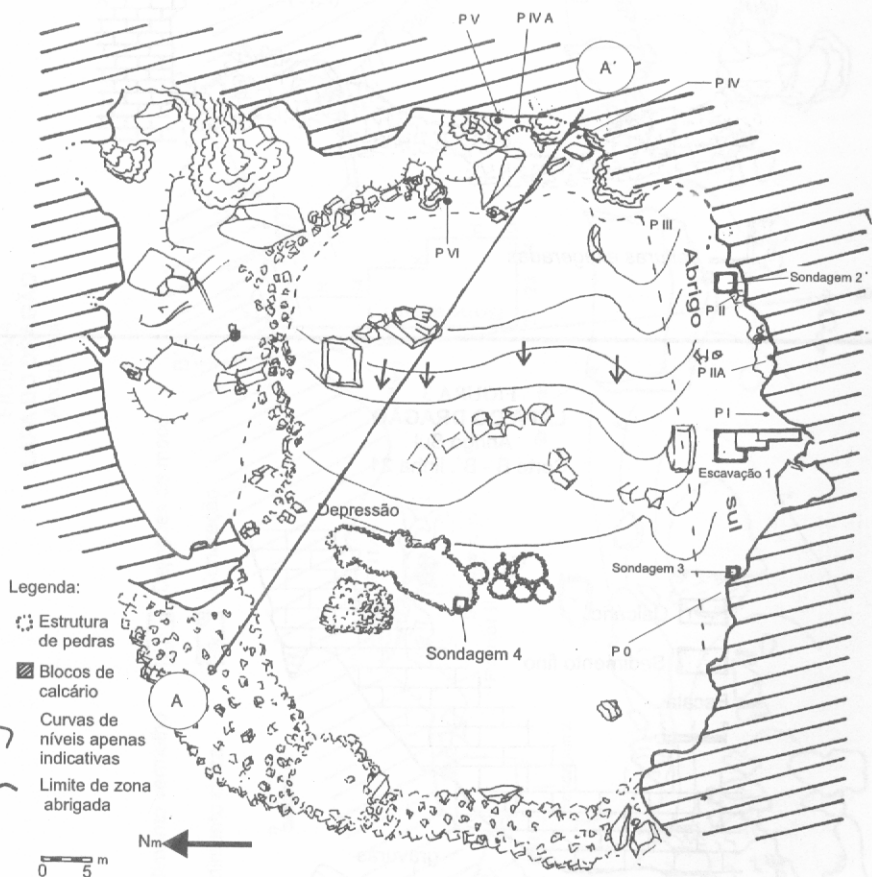 P V
P IV A
A'
P IV
P III
P VI
Abrigo
Sondagem 2
P II
P IIA
P I
Escavação 1
sul
Depressão
Sondagem 3
Sondagem 4
P 0
A
Legenda:
Estrutura
de pedras
Blocos de
calcário
Curvas de
níveis apenas
indicativas
Limite de zona
abrigada
Nm
0 5 m